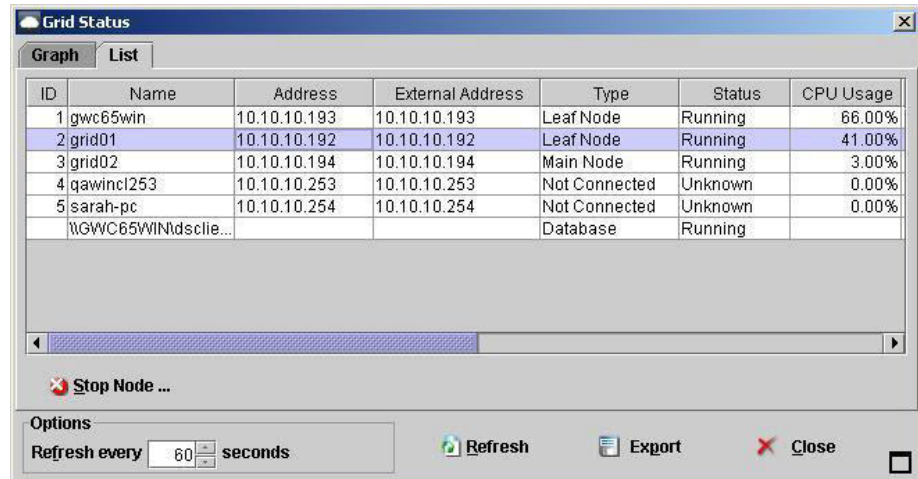 Grid Status
Graph List
ID Name Address External Address Type Status CPU Usage
1 gwc65win 10.10.10.193 10.10.10.193 Leaf Node Running 66.00%
2 grid01 10.10.10.192 10.10.10.192 Leaf Node Running 41.00%
3 grid02 10.10.10.194 10.10.10.194 Main Node Running 3.00%
4 qawincl253 10.10.10.253 10.10.10.253 Not Connected Unknown 0.00%
5 sarah-pc 10.10.10.254 10.10.10.254 Not Connected Unknown 0.00%
\\GWC65WIN\dsclie... Database Running
Stop Node ...
Options
Refresh every 60 seconds
Refresh Export Close